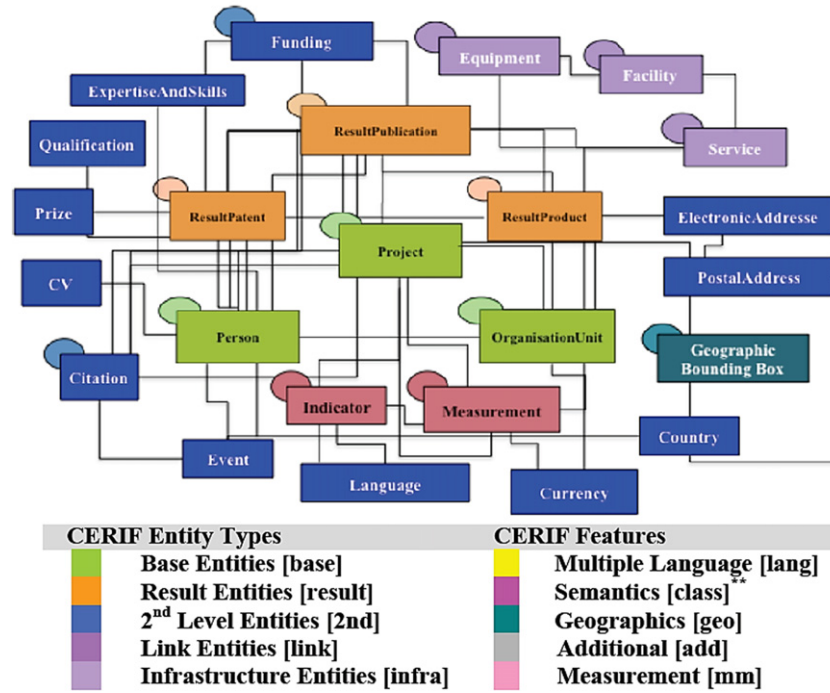 Funding
Equipment
Facility
ExpertiseAndSkills
ResultPublication
Qualification
Service
Prize
ResultPatent
ResultProduct
ElectronicAddresse
Project
CV
PostalAddress
Person
OrganisationUnit
Geographic
Bounding Box
Citation
Indicator
Measurement
Country
Event
Language
Currency
CERIF Entity Types
Base Entities [base]
Result Entities [result]
2nd Level Entities [2nd]
Link Entities [link]
Infrastructure Entities [infra]
CERIF Features
Multiple Language [lang]
Semantics [class]**
Geographics [geo]
Additional [add]
Measurement [mm]